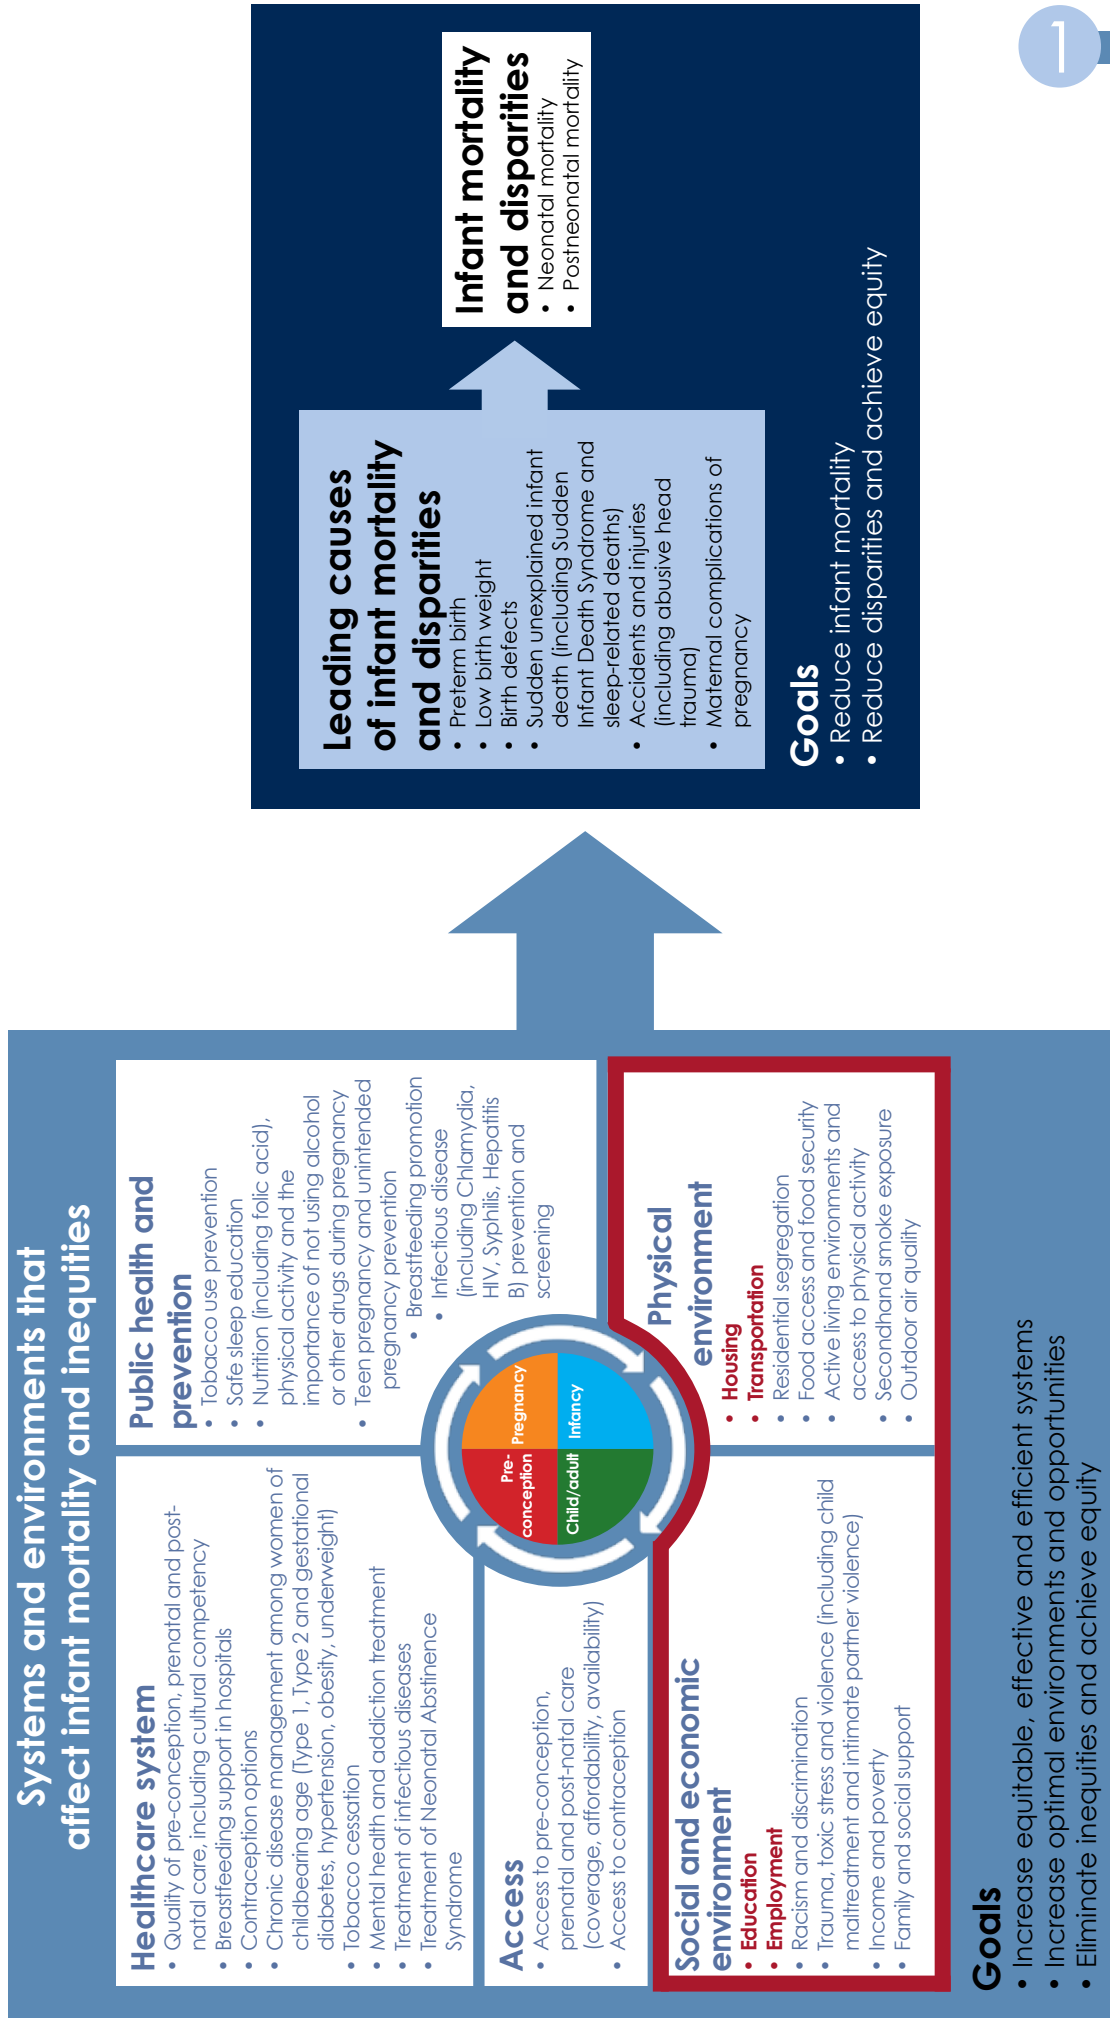 Systems and environments that
affect infant mortality and inequities
Healthcare system
• Quality of pre-conception, prenatal and post-
natal care, including cultural competency
• Breastfeeding support in hospitals
• Contraception options
• Chronic disease management among women of
childbearing age (Type 1, Type 2 and gestational
diabetes, hypertension, obesity, underweight)
• Tobacco cessation
• Mental health and addiction treatment
• Treatment of infectious diseases
• Treatment of Neonatal Abstinence
Syndrome
Public health and
prevention
• Tobacco use prevention
• Safe sleep education
• Nutrition (including folic acid),
physical activity and the
importance of not using alcohol
or other drugs during pregnancy
• Teen pregnancy and unintended
pregnancy prevention
• Breastfeeding promotion
• Infectious disease
(including Chlamydia,
HIV, Syphilis, Hepatitis
B) prevention and
screening
Access
• Access to pre-conception,
prenatal and post-natal care
(coverage, affordability, availability)
• Access to contraception
Pre-
conception
Pregnancy
Child/adult
Infancy
Social and economic
environment
• Education
• Employment
• Racism and discrimination
• Trauma, toxic stress and violence (including child
maltreatment and intimate partner violence)
• Income and poverty
• Family and social support
Physical
environment
• Housing
• Transportation
• Residential segregation
• Food access and food security
• Active living environments and
access to physical activity
• Secondhand smoke exposure
• Outdoor air quality
Goals
• Increase equitable, effective and efficient systems
• Increase optimal environments and opportunities
• Eliminate inequities and achieve equity
Leading causes
of infant mortality
and disparities
• Preterm birth
• Low birth weight
• Birth defects
• Sudden unexplained infant
death (including Sudden
Infant Death Syndrome and
sleep-related deaths)
• Accidents and injuries
(including abusive head
trauma)
• Maternal complications of
pregnancy
Infant mortality
and disparities
• Neonatal mortality
• Postneonatal mortality
Goals
• Reduce infant mortality
• Reduce disparities and achieve equity
1